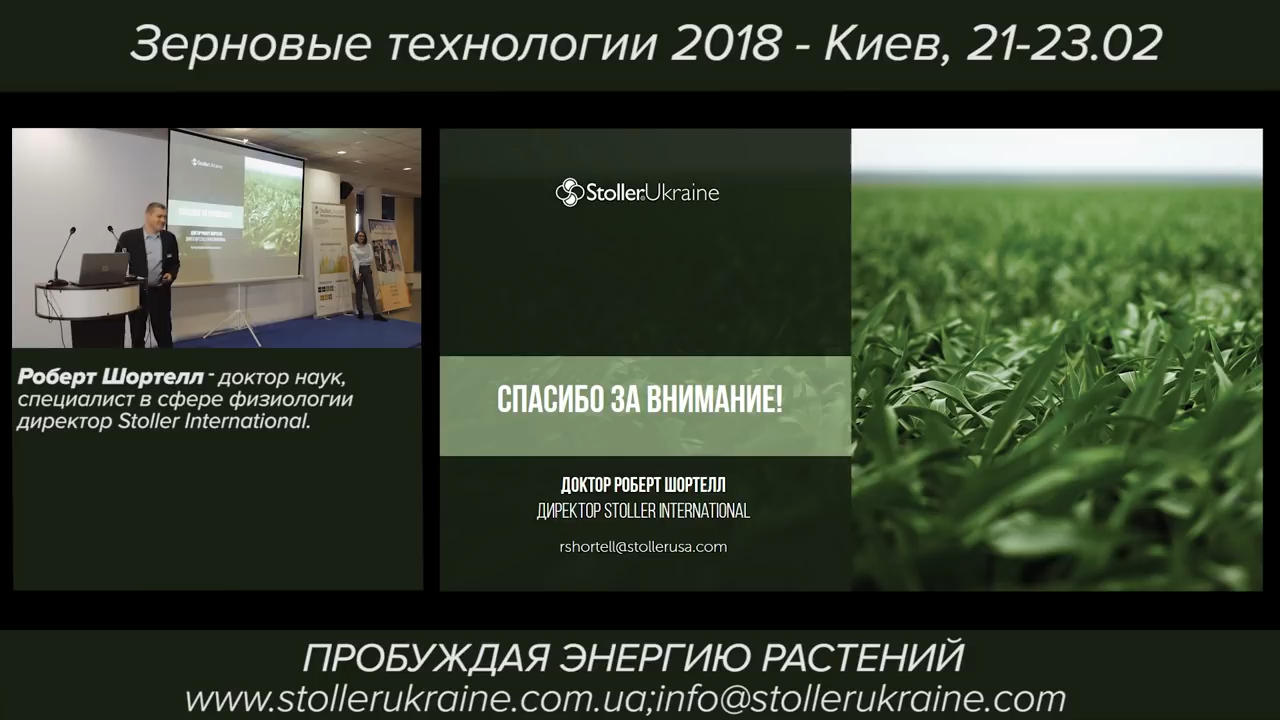 Зерновые технологии 2018 - Киев, 21-23.02
Роберт Шортелл - доктор наук,
специалист в сфере физиологии
директор Stoller International.
Stoller Ukraine
СПАСИБО ЗА ВНИМАНИЕ!
ДОКТОР РОБЕРТ ШОРТЕЛЛ
ДИРЕКТОР STOLLER INTERNATIONAL
rshortell@stollerusa.com
ПРОБУЖДАЯ ЭНЕРГИЮ РАСТЕНИЙ
www.stollerukraine.com.ua;info@stollerukraine.com